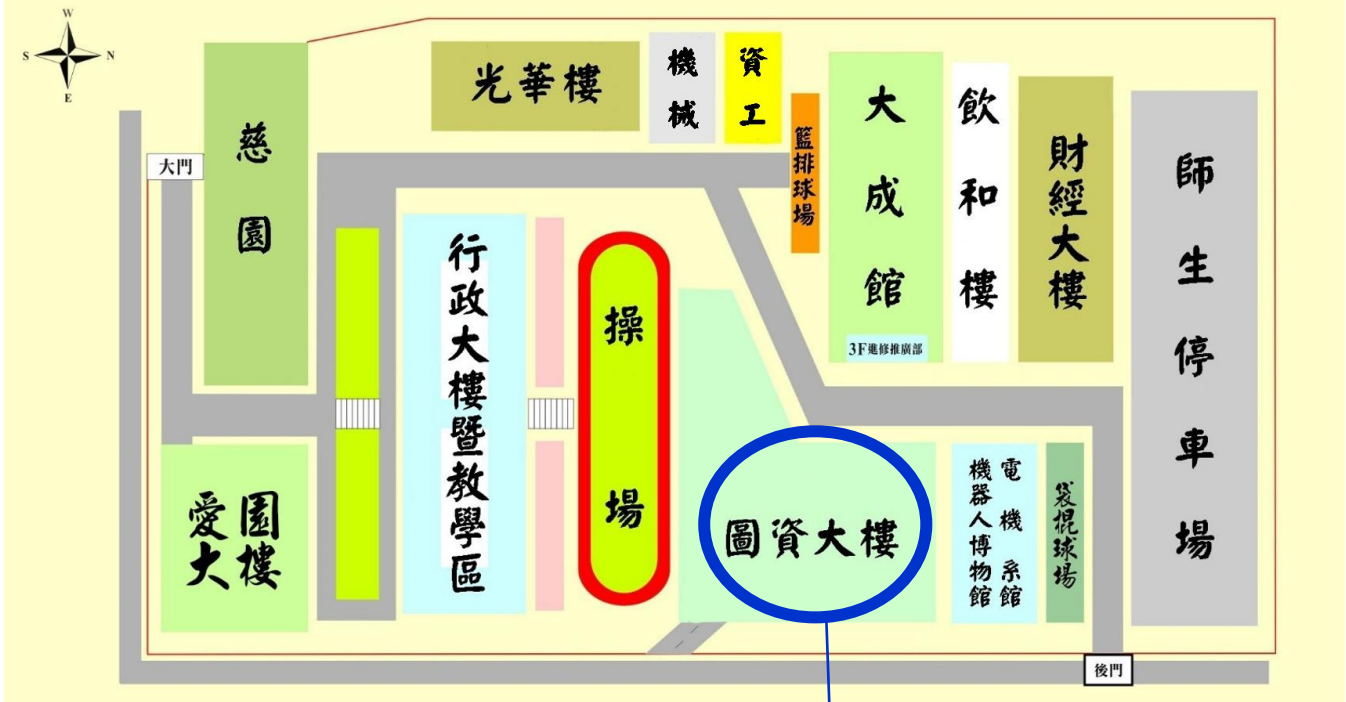 W
S
N
E
大門
慈園
光華樓
機械
資工
籃排球場
大成館
3F進修推廣部
飲和樓
財經大樓
師生停車場
行政大樓暨教學區
操場
愛園
大樓
圖資大樓
電機系館
機器人博物館
袋棍球場
後門